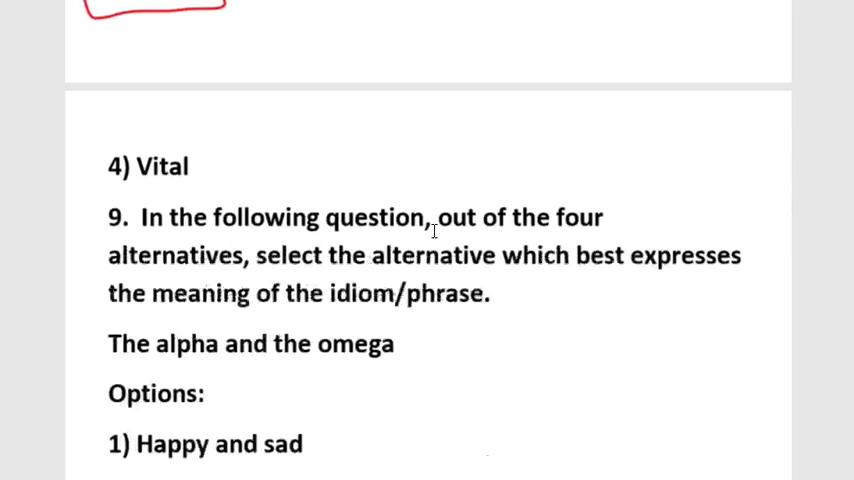 4) Vital
9. In the following question, out of the four
alternatives, select the alternative which best expresses
the meaning of the idiom/phrase.
The alpha and the omega
Options:
1) Happy and sad